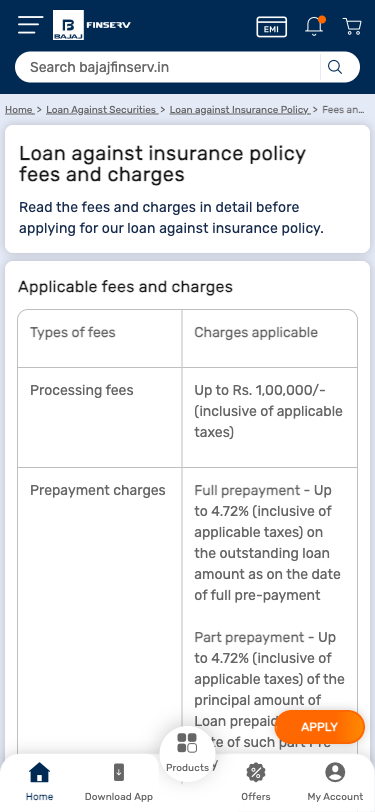 B
BAJAJ
FINSERV
EMI
Search bajajfinserv.in
Home > Loan Against Securities > Loan against Insurance Policy > Fees an...
Loan against insurance policy
fees and charges
Read the fees and charges in detail before
applying for our loan against insurance policy.
Applicable fees and charges
Types of fees
Charges applicable
Processing fees
Up to Rs. 1,00,000/-
(inclusive of applicable
taxes)
Prepayment charges
Full prepayment - Up
to 4.72% (inclusive of
applicable taxes) on
the outstanding loan
amount as on the date
of full pre-payment
Part prepayment - Up
to 4.72% (inclusive of
applicable taxes) of the
principal amount of
Loan prepaid
of such part
APPLY
Home
Download App
Products
Offers
My Account